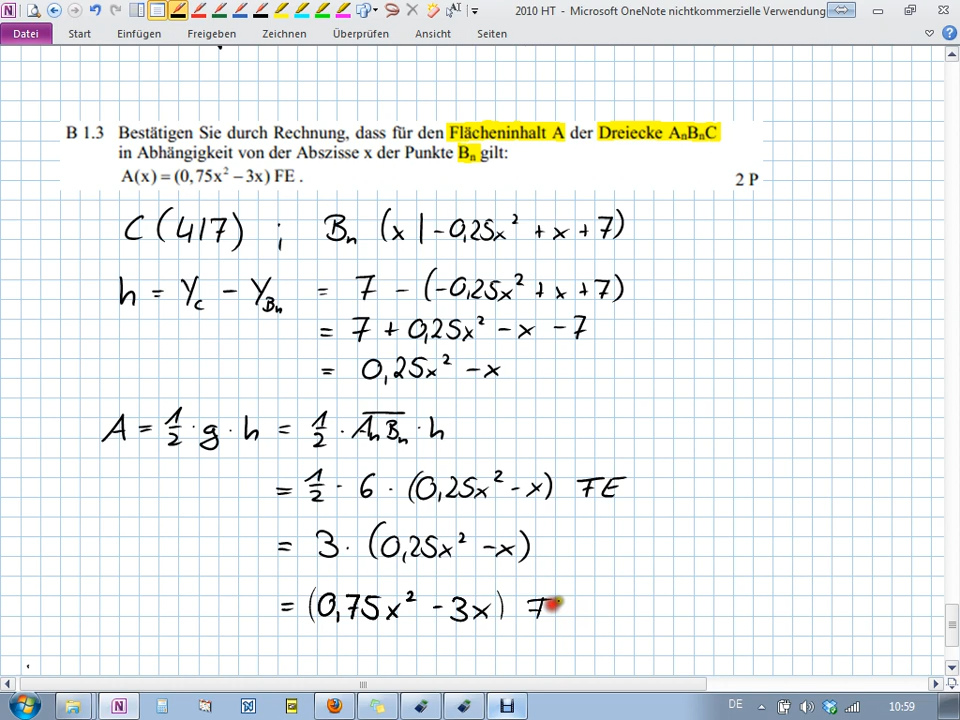 2010 HT - Microsoft OneNote nichtkommerzielle Verwendung
Datei Start Einfügen Freigeben Zeichnen Überprüfen Ansicht Seiten
B 1.3 Bestätigen Sie durch Rechnung, dass für den Flächeninhalt A der Dreiecke AₙBₙC
in Abhängigkeit von der Abszisse x der Punkte Bₙ gilt:
A(x) = (0,75x² – 3x) FE .
2 P
C (4|7) ; Bₙ (x | -0,25x² + x + 7)
h = y_C - y_Bₙ = 7 - (-0,25x² + x + 7)
= 7 + 0,25x² - x - 7
= 0,25x² - x
A = 1/2 · g · h = 1/2 · A̅ₙB̅ₙ · h
= 1/2 · 6 · (0,25x² - x) FE
= 3 · (0,25x² - x)
= (0,75x² - 3x) F
DE 10:59